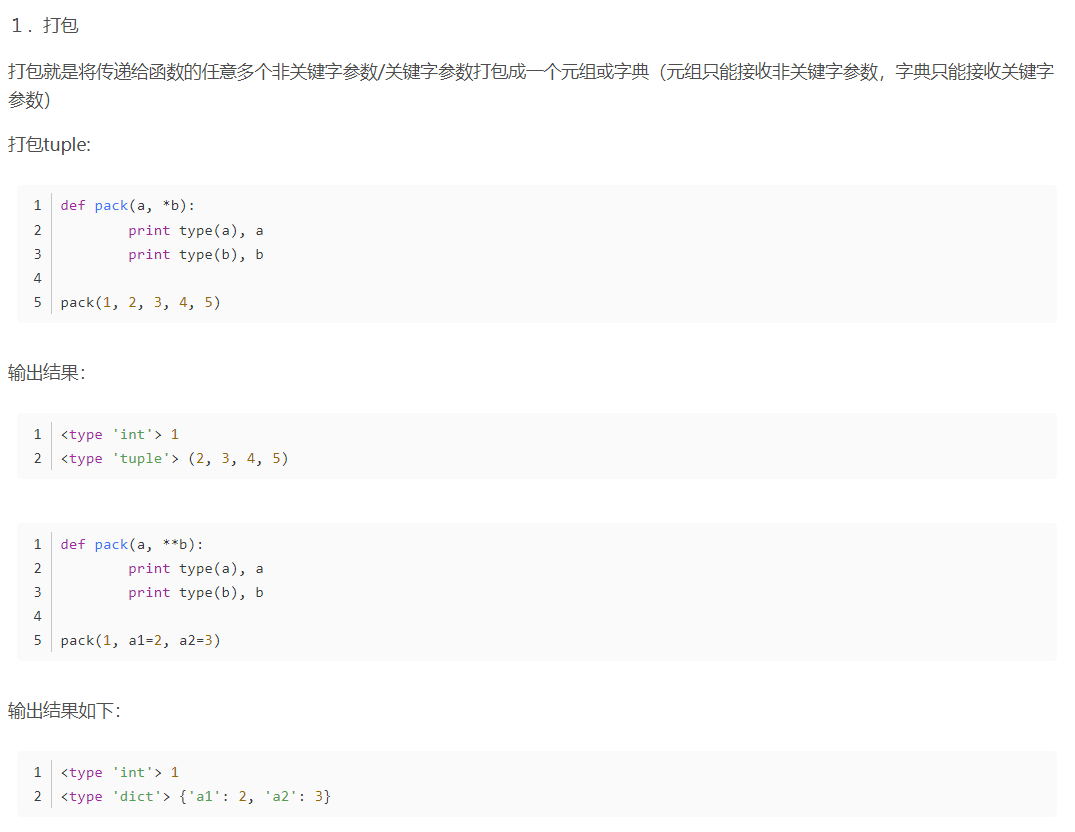 1．打包
打包就是将传递给函数的任意多个非关键字参数/关键字参数打包成一个元组或字典（元组只能接收非关键字参数，字典只能接收关键字
参数）
打包tuple:
1 def pack(a, *b):
2         print type(a), a
3         print type(b), b
4
5 pack(1, 2, 3, 4, 5)
输出结果：
1 <type 'int'> 1
2 <type 'tuple'> (2, 3, 4, 5)
1 def pack(a, **b):
2         print type(a), a
3         print type(b), b
4
5 pack(1, a1=2, a2=3)
输出结果如下：
1 <type 'int'> 1
2 <type 'dict'> {'a1': 2, 'a2': 3}